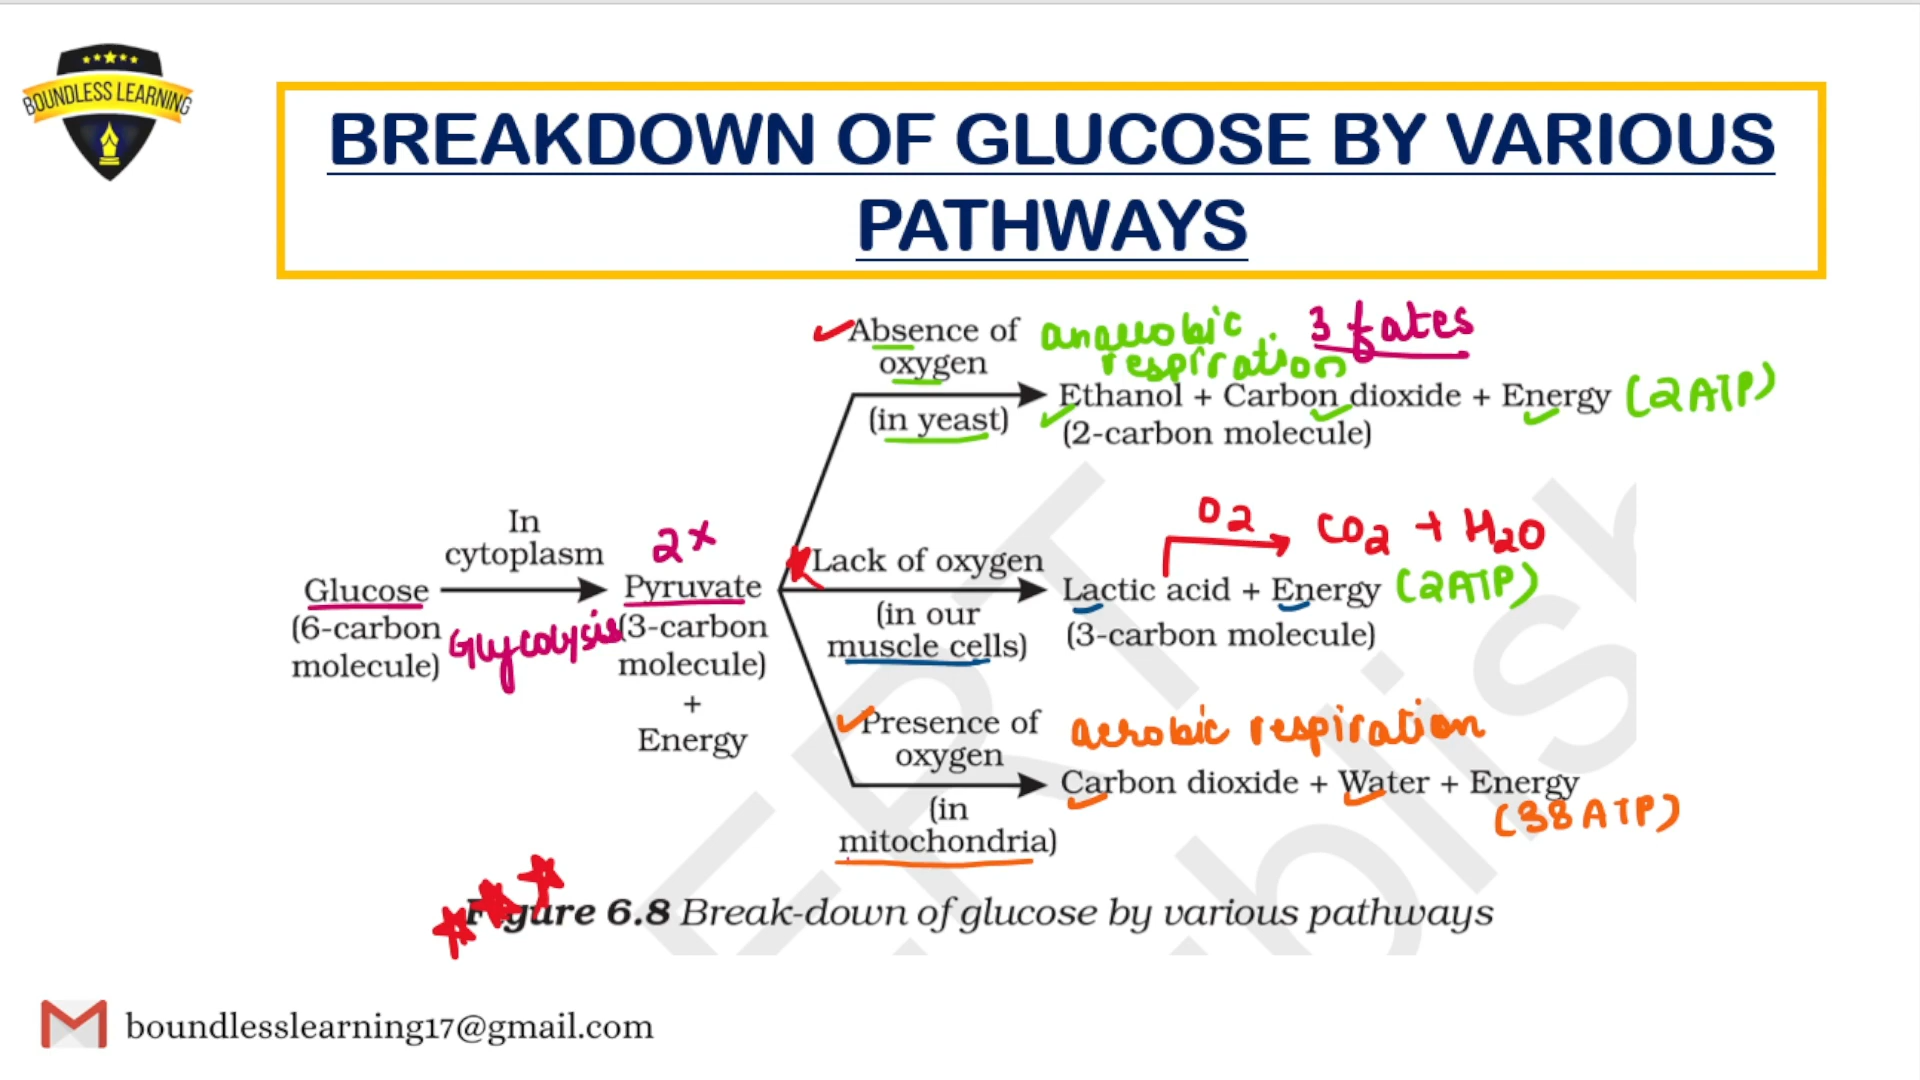 BOUNDLESS LEARNING
BREAKDOWN OF GLUCOSE BY VARIOUS
PATHWAYS
Absence of
oxygen
(in yeast)
anaerobic
respiration
3 fates
Ethanol + Carbon dioxide + Energy (2ATP)
(2-carbon molecule)
In
cytoplasm
Glucose
(6-carbon
molecule)
Glycolysis
2x
Pyruvate
(3-carbon
molecule)
+
Energy
Lack of oxygen
(in our
muscle cells)
O2
CO2 + H2O
Lactic acid + Energy (2ATP)
(3-carbon molecule)
Presence of
oxygen
(in
mitochondria)
aerobic respiration
Carbon dioxide + Water + Energy
(38ATP)
Figure 6.8 Break-down of glucose by various pathways
boundlesslearning17@gmail.com